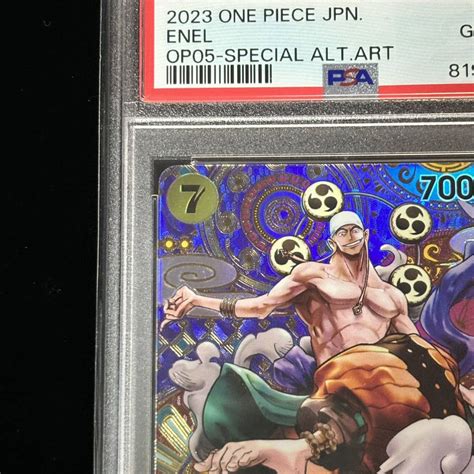 2023 ONE PIECE JPN.
ENEL
OP05-SPECIAL ALT.ART
PSA
7
700